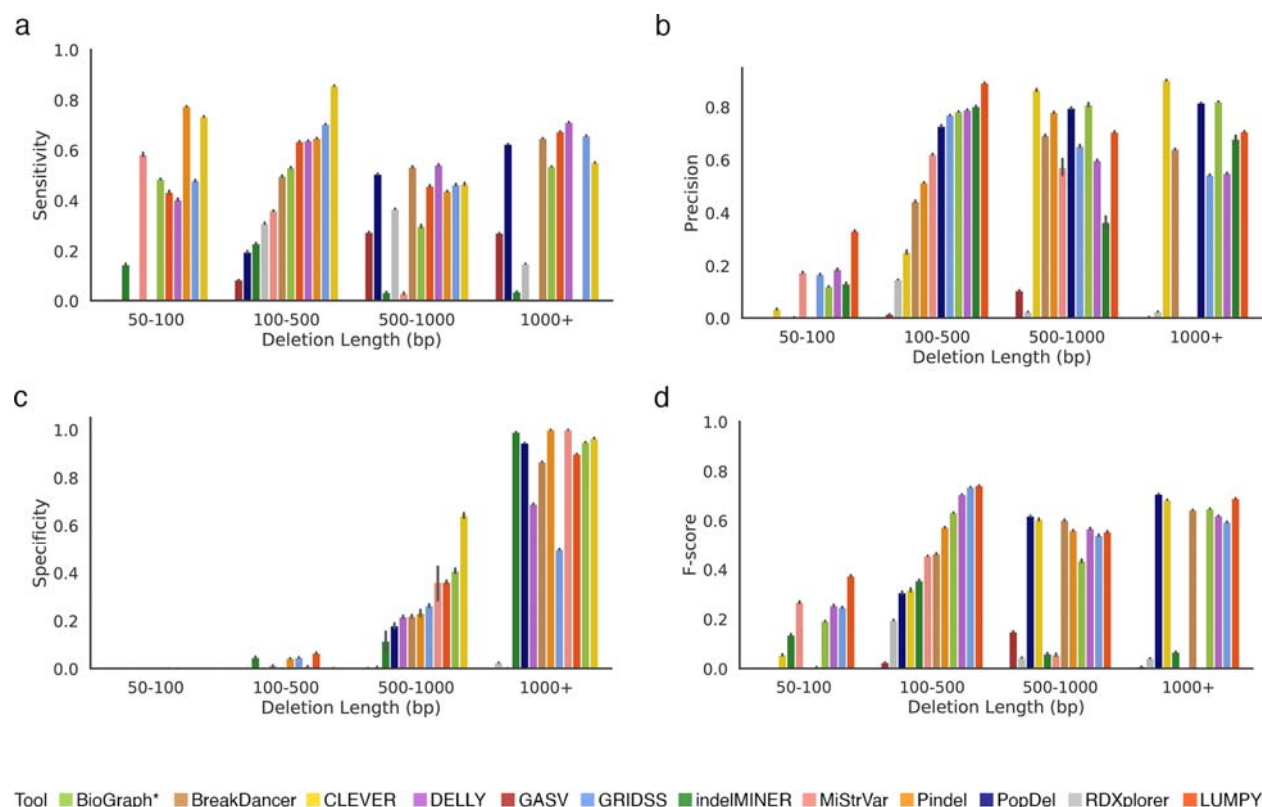 a
1.0
0.8
0.6
0.4
0.2
0.0
Sensitivity
50-100 100-500 500-1000 1000+
Deletion Length (bp)
b
0.8
0.6
0.4
0.2
0.0
Precision
50-100 100-500 500-1000 1000+
Deletion Length (bp)
c
1.0
0.8
0.6
0.4
0.2
0.0
Specificity
50-100 100-500 500-1000 1000+
Deletion Length (bp)
d
1.0
0.8
0.6
0.4
0.2
0.0
F-score
50-100 100-500 500-1000 1000+
Deletion Length (bp)
Tool BioGraph* BreakDancer CLEVER DELLY GASV GRIDSS indelMINER MiStrVar Pindel PopDel RDXplorer LUMPY